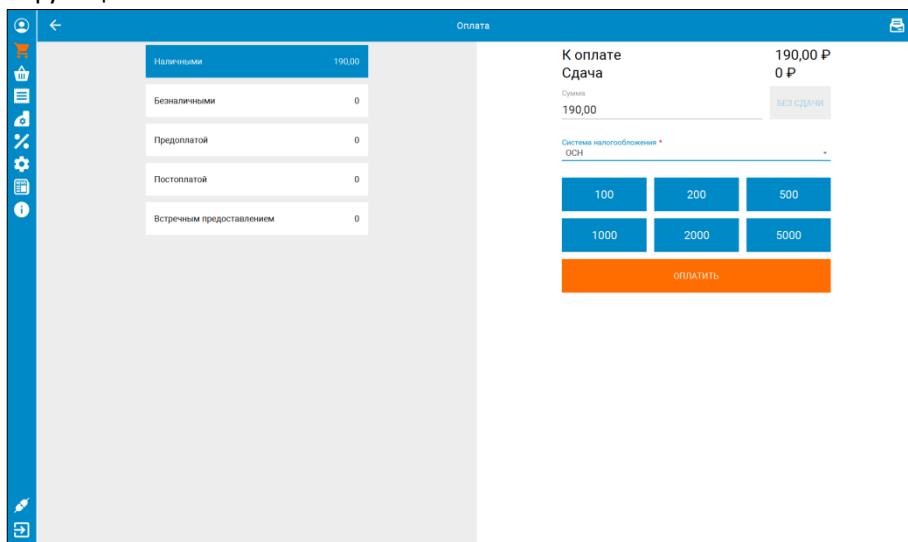 Оплата
Наличными 190,00
Безналичными 0
Предоплатой 0
Постоплатой 0
Встречным предоставлением 0
К оплате 190,00 ₽
Сдача 0 ₽
Сумма
190,00
БЕЗ СДАЧИ
Система налогообложения *
ОСН
100 200 500
1000 2000 5000
ОПЛАТИТЬ